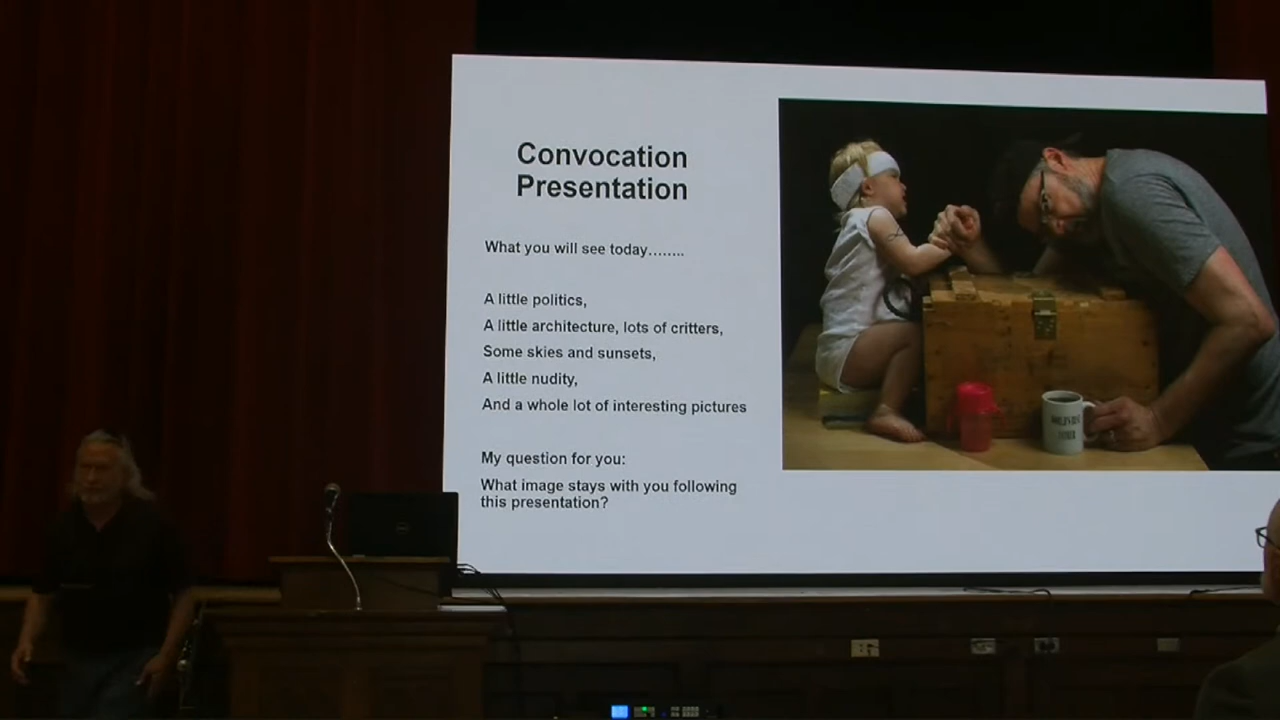 Convocation
Presentation
What you will see today........
A little politics,
A little architecture, lots of critters,
Some skies and sunsets,
A little nudity,
And a whole lot of interesting pictures
My question for you:
What image stays with you following
this presentation?